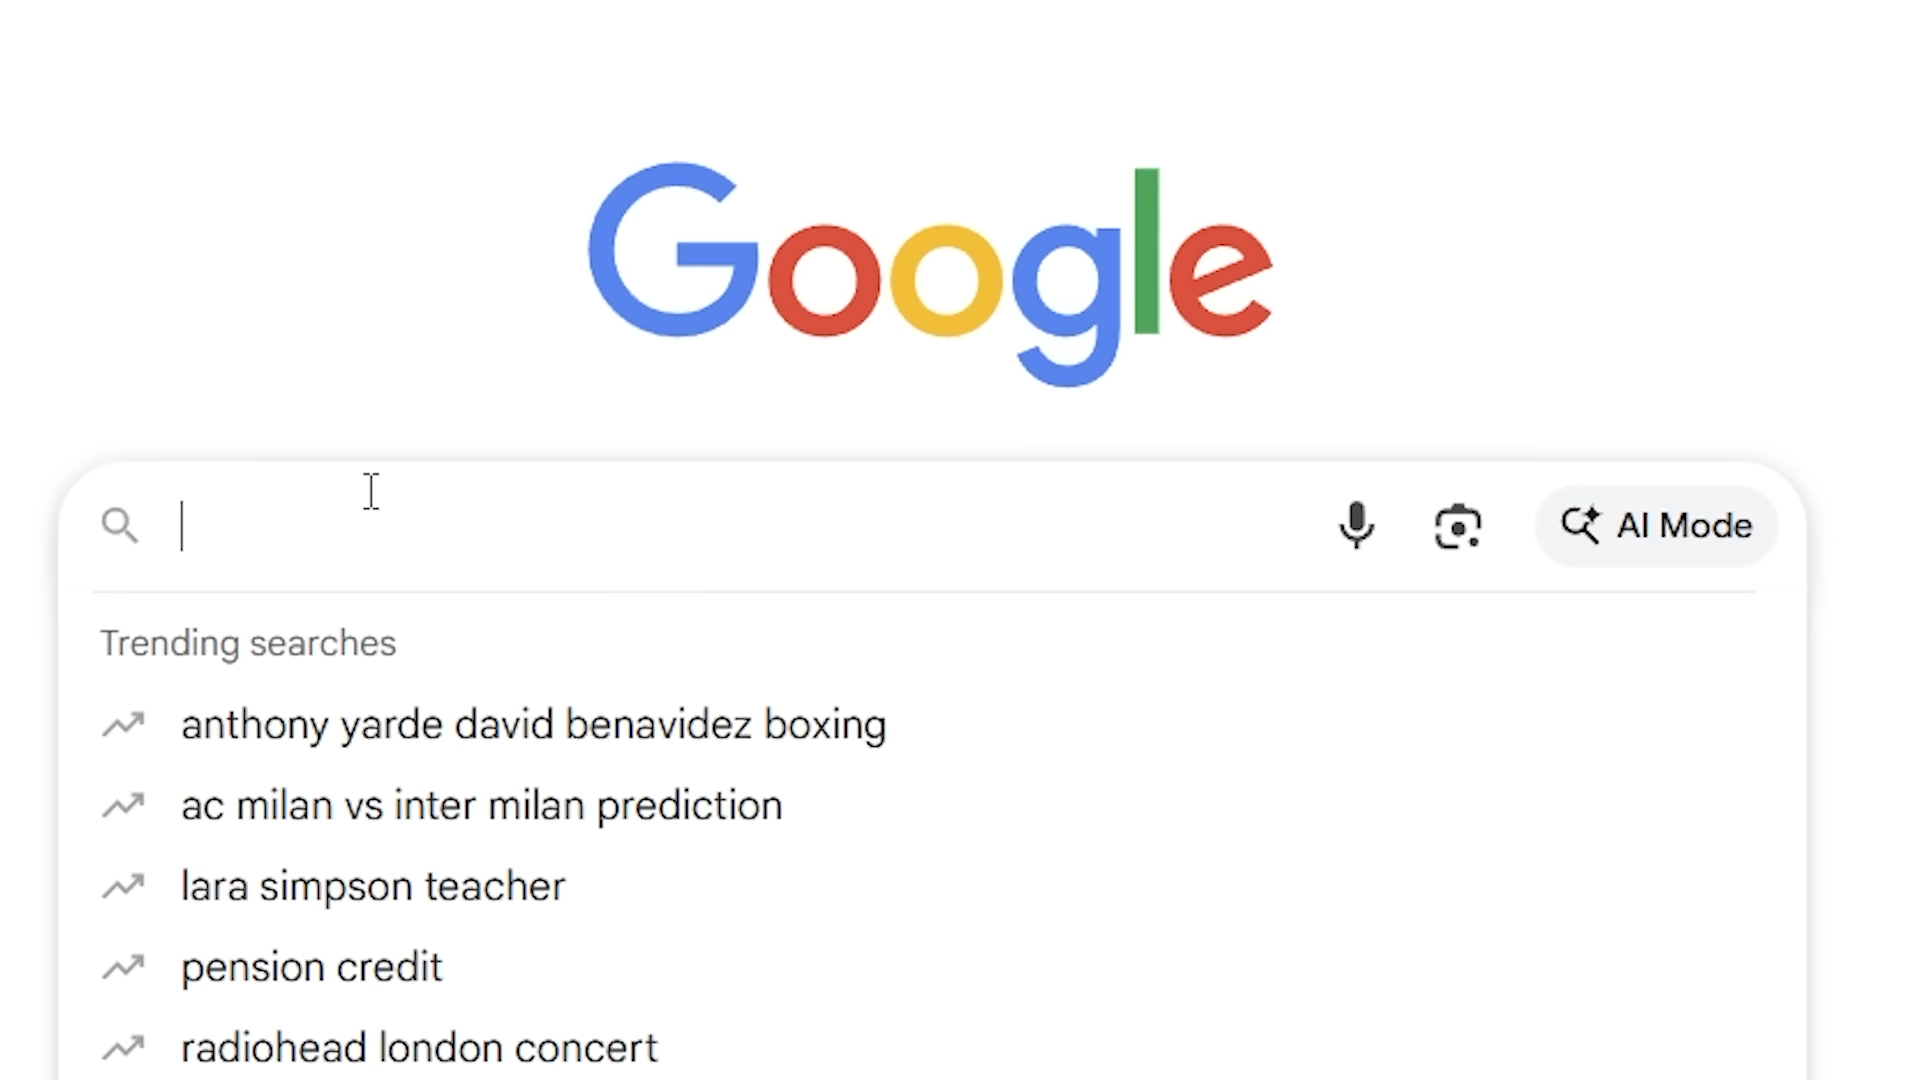 Google
AI Mode
Trending searches
anthony yarde david benavidez boxing
ac milan vs inter milan prediction
lara simpson teacher
pension credit
radiohead london concert